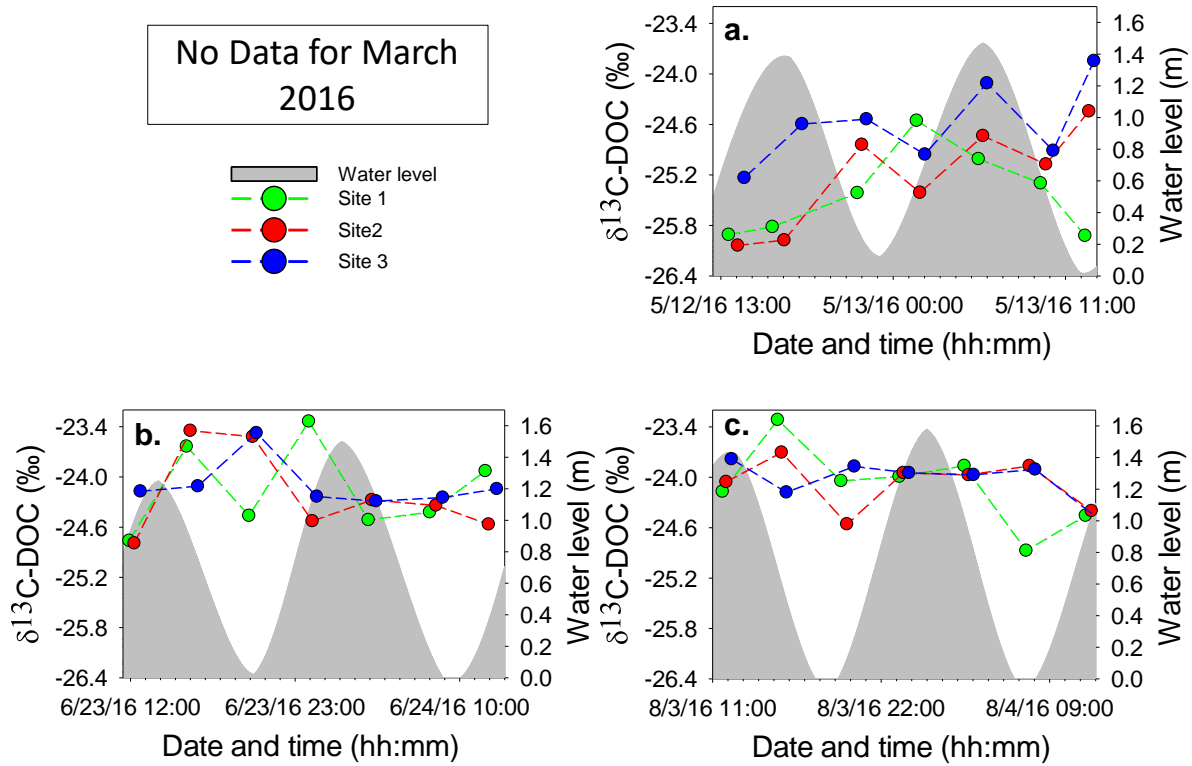 No Data for March
2016
Water level
Site 1
Site2
Site 3
a.
-23.4
-24.0
-24.6
-25.2
-25.8
-26.4
δ13C-DOC (‰)
1.6
1.4
1.2
1.0
0.8
0.6
0.4
0.2
0.0
Water level (m)
5/12/16 13:00 5/13/16 00:00 5/13/16 11:00
Date and time (hh:mm)
b.
-23.4
-24.0
-24.6
-25.2
-25.8
-26.4
δ13C-DOC (‰)
1.6
1.4
1.2
1.0
0.8
0.6
0.4
0.2
0.0
Water level (m)
6/23/16 12:00 6/23/16 23:00 6/24/16 10:00
Date and time (hh:mm)
c.
-23.4
-24.0
-24.6
-25.2
-25.8
-26.4
δ13C-DOC (‰)
1.6
1.4
1.2
1.0
0.8
0.6
0.4
0.2
0.0
Water level (m)
8/3/16 11:00 8/3/16 22:00 8/4/16 09:00
Date and time (hh:mm)